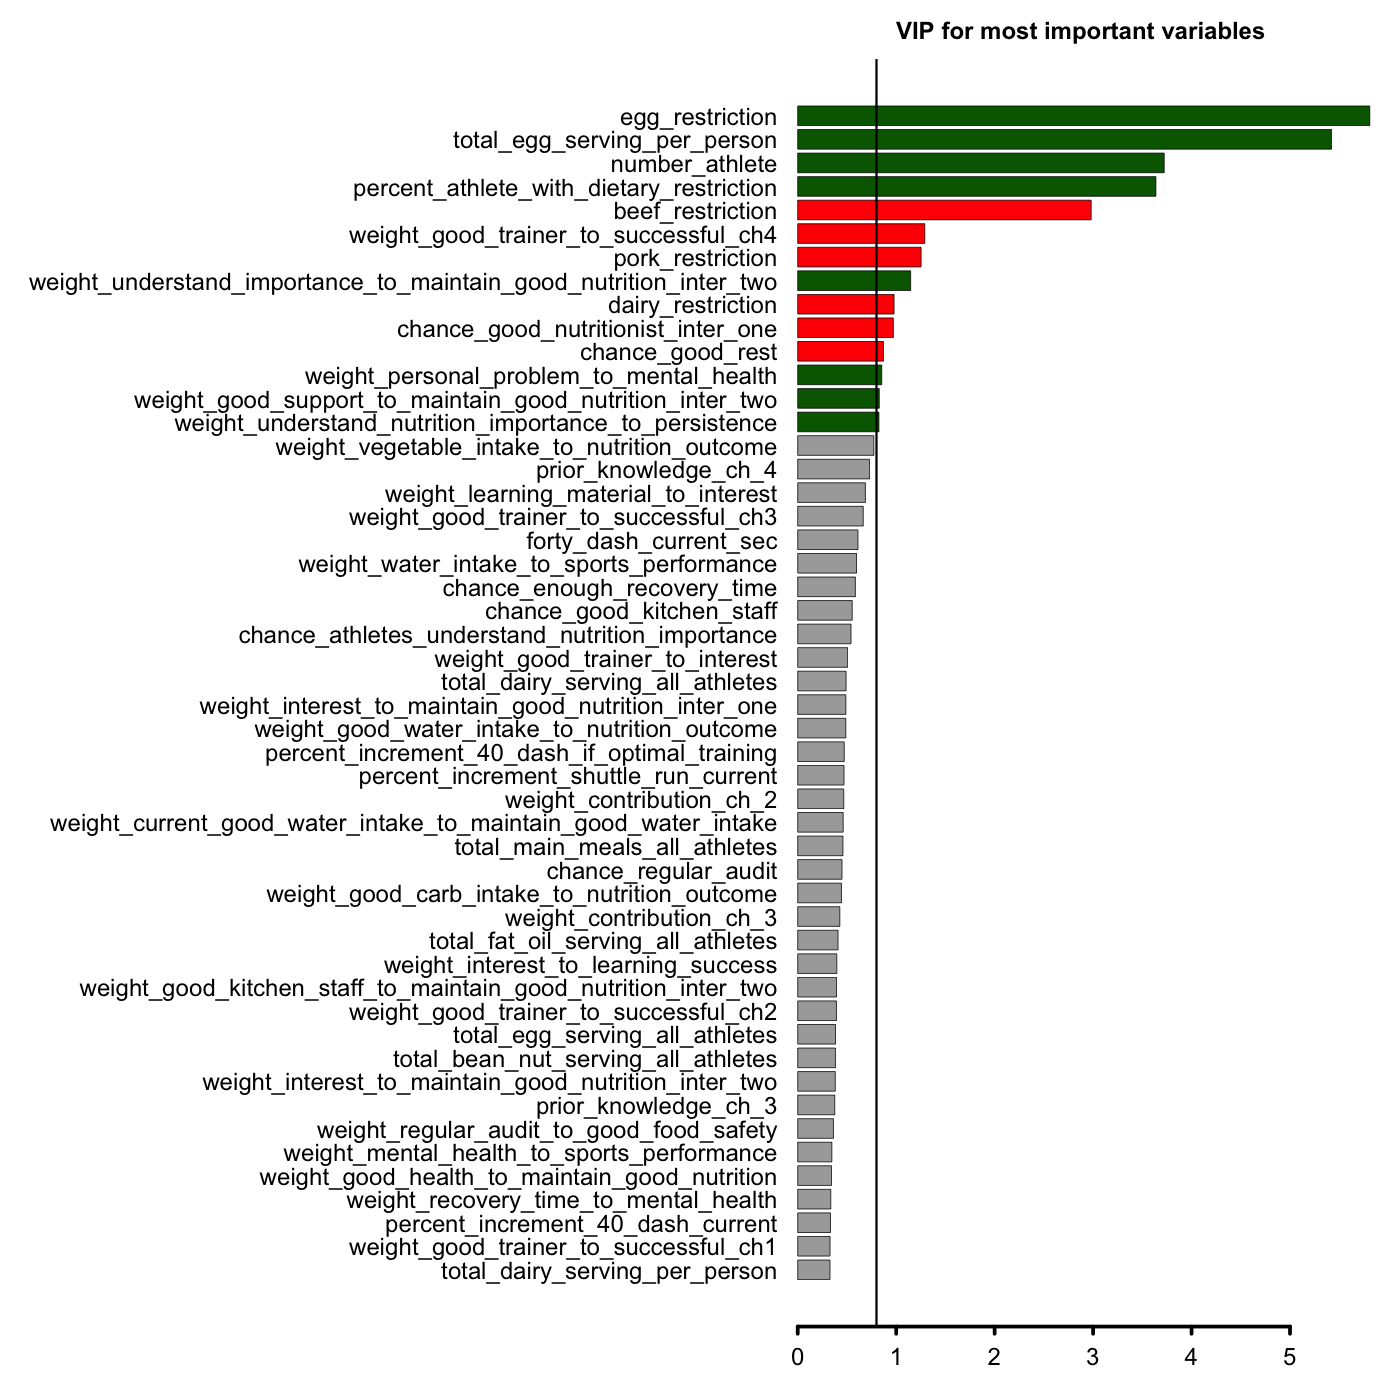 VIP for most important variables
egg_restriction
total_egg_serving_per_person
number_athlete
percent_athlete_with_dietary_restriction
beef_restriction
weight_good_trainer_to_successful_ch4
pork_restriction
weight_understand_importance_to_maintain_good_nutrition_inter_two
dairy_restriction
chance_good_nutritionist_inter_one
chance_good_rest
weight_personal_problem_to_mental_health
weight_good_support_to_maintain_good_nutrition_inter_two
weight_understand_nutrition_importance_to_persistence
weight_vegetable_intake_to_nutrition_outcome
prior_knowledge_ch_4
weight_learning_material_to_interest
weight_good_trainer_to_successful_ch3
forty_dash_current_sec
weight_water_intake_to_sports_performance
chance_enough_recovery_time
chance_good_kitchen_staff
chance_athletes_understand_nutrition_importance
weight_good_trainer_to_interest
total_dairy_serving_all_athletes
weight_interest_to_maintain_good_nutrition_inter_one
weight_good_water_intake_to_nutrition_outcome
percent_increment_40_dash_if_optimal_training
percent_increment_shuttle_run_current
weight_contribution_ch_2
weight_current_good_water_intake_to_maintain_good_water_intake
total_main_meals_all_athletes
chance_regular_audit
weight_good_carb_intake_to_nutrition_outcome
weight_contribution_ch_3
total_fat_oil_serving_all_athletes
weight_interest_to_learning_success
weight_good_kitchen_staff_to_maintain_good_nutrition_inter_two
weight_good_trainer_to_successful_ch2
total_egg_serving_all_athletes
total_bean_nut_serving_all_athletes
weight_interest_to_maintain_good_nutrition_inter_two
prior_knowledge_ch_3
weight_regular_audit_to_good_food_safety
weight_mental_health_to_sports_performance
weight_good_health_to_maintain_good_nutrition
weight_recovery_time_to_mental_health
percent_increment_40_dash_current
weight_good_trainer_to_successful_ch1
total_dairy_serving_per_person
0 1 2 3 4 5